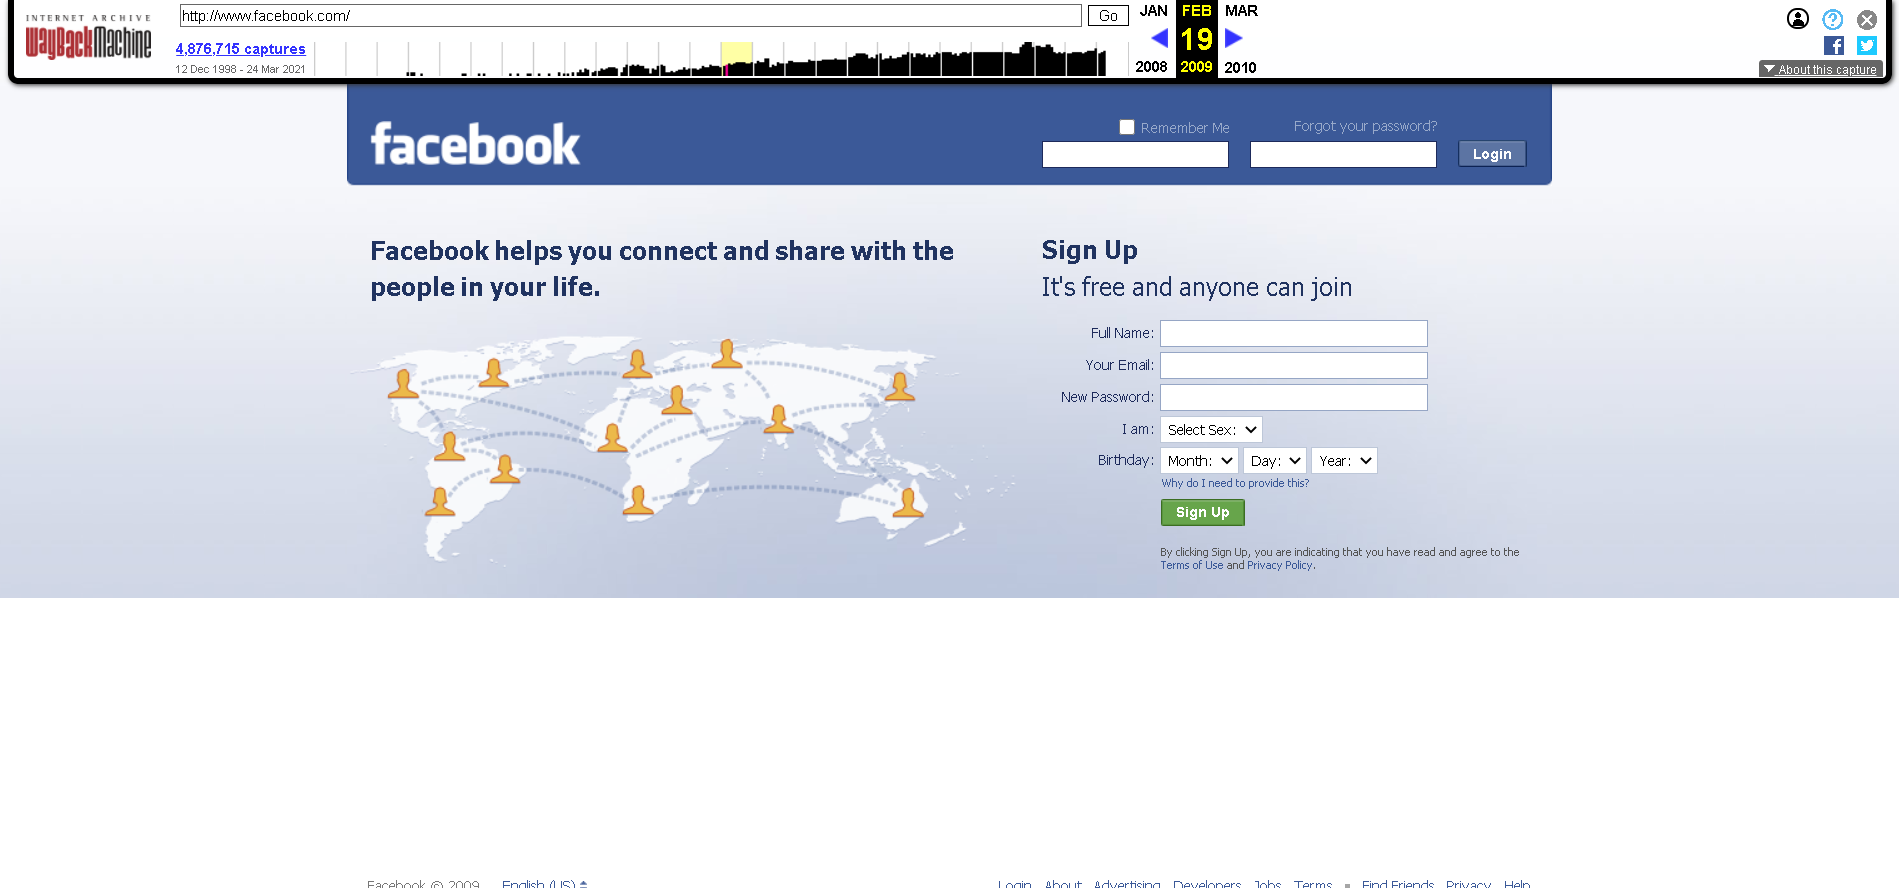 INTERNET ARCHIVE
WayBackMachine
http://www.facebook.com/
Go
JAN FEB MAR
4,876,715 captures
19
12 Dec 1998 - 24 Mar 2021
2008 2009 2010
About this capture
facebook
Remember Me
Forgot your password?
Login
Facebook helps you connect and share with the
people in your life.
Sign Up
It's free and anyone can join
Full Name:
Your Email:
New Password:
I am: Select Sex:
Birthday: Month: Day: Year:
Why do I need to provide this?
Sign Up
By clicking Sign Up, you are indicating that you have read and agree to the
Terms of Use and Privacy Policy.
Facebook © 2009 English (US)
Login About Advertising Developers Jobs Terms ▪ Find Friends Privacy Help